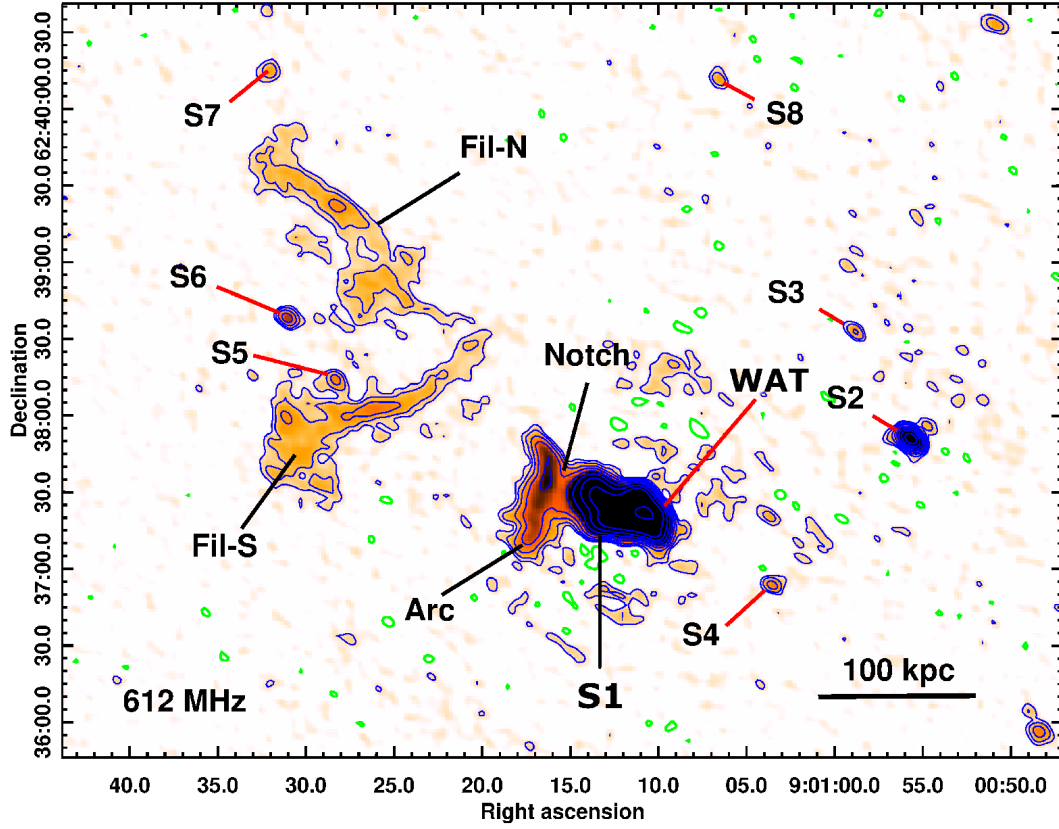 30.0
62:40:00.0
30.0
39:00.0
30.0
38:00.0
30.0
37:00.0
30.0
36:00.0
Declination
S7
S8
Fil-N
S6
S3
S5
Notch
WAT
S2
Fil-S
Arc
S4
S1
100 kpc
612 MHz
40.0 35.0 30.0 25.0 20.0 15.0 10.0 05.0 9:01:00.0 55.0 00:50.0
Right ascension